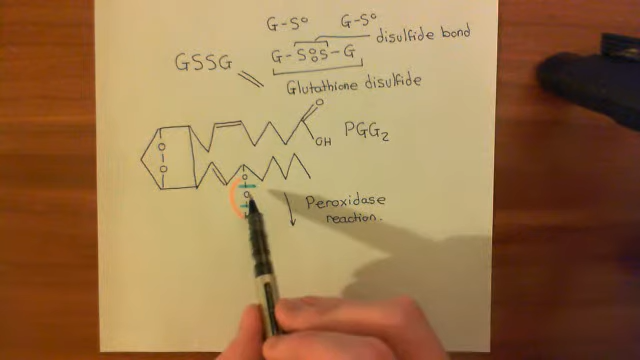 G-S° G-S°
disulfide bond
GSSG
G-S°°S-G
Glutathione disulfide
O
OH
PGG₂
O
O
O
O
Peroxidase
reaction.